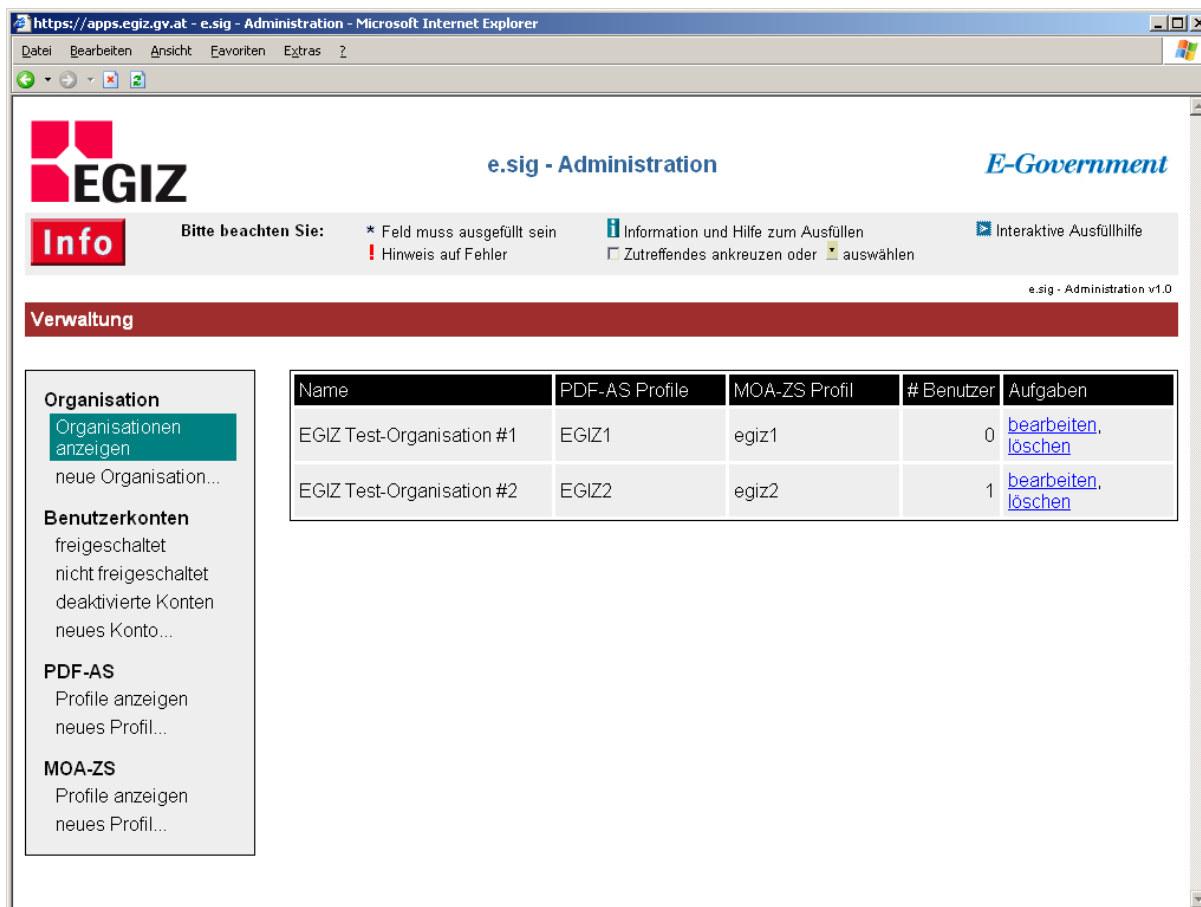 https://apps.egiz.gv.at - e.sig - Administration - Microsoft Internet Explorer
Datei Bearbeiten Ansicht Favoriten Extras ?
EGIZ
e.sig - Administration
E-Government
Info
Bitte beachten Sie:
* Feld muss ausgefüllt sein
! Hinweis auf Fehler
i Information und Hilfe zum Ausfüllen
Zutreffendes ankreuzen oder auswählen
Interaktive Ausfüllhilfe
e.sig - Administration v1.0
Verwaltung
Organisation
Organisationen
anzeigen
neue Organisation...
Benutzerkonten
freigeschaltet
nicht freigeschaltet
deaktivierte Konten
neues Konto...
PDF-AS
Profile anzeigen
neues Profil...
MOA-ZS
Profile anzeigen
neues Profil...
Name PDF-AS Profile MOA-ZS Profil # Benutzer Aufgaben
EGIZ Test-Organisation #1 EGIZ1 egiz1 0 bearbeiten,
löschen
EGIZ Test-Organisation #2 EGIZ2 egiz2 1 bearbeiten,
löschen